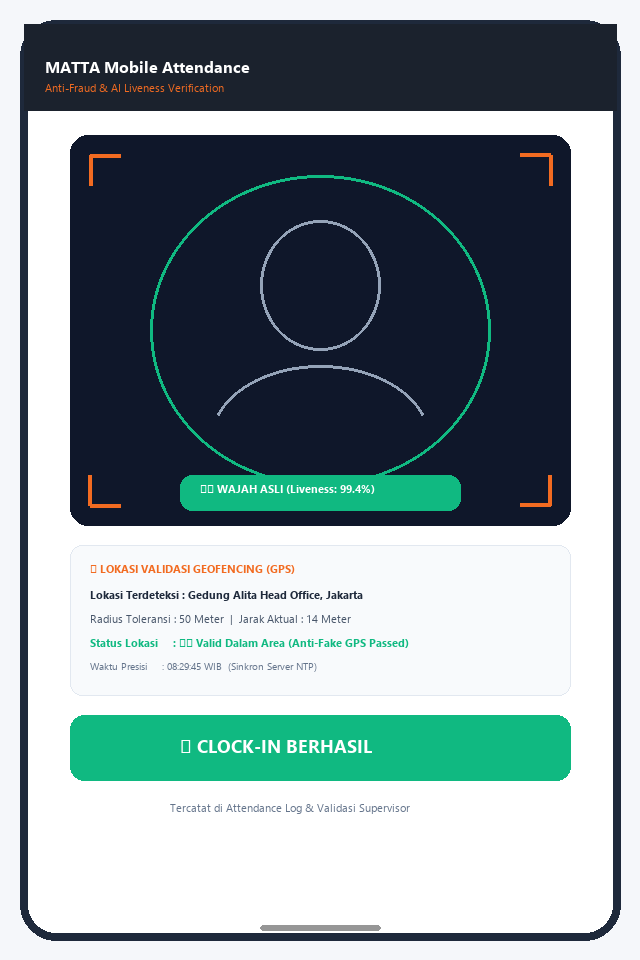 MATTA Mobile Attendance
Anti-Fraud & AI Liveness Verification
WAJAH ASLI (Liveness: 99.4%)
LOKASI VALIDASI GEOFENCING (GPS)
Lokasi Terdeteksi : Gedung Alita Head Office, Jakarta
Radius Toleransi : 50 Meter | Jarak Aktual : 14 Meter
Status Lokasi : Valid Dalam Area (Anti-Fake GPS Passed)
Waktu Presisi : 08:29:45 WIB (Sinkron Server NTP)
CLOCK-IN BERHASIL
Tercatat di Attendance Log & Validasi Supervisor